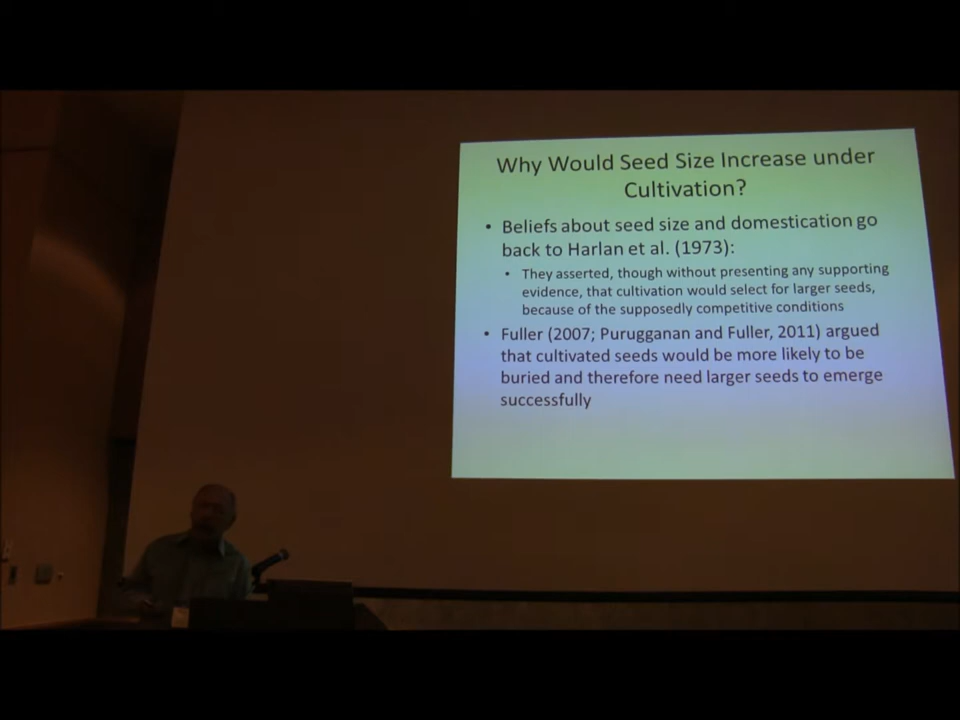 Why Would Seed Size Increase under
Cultivation?
• Beliefs about seed size and domestication go
back to Harlan et al. (1973):
• They asserted, though without presenting any supporting
evidence, that cultivation would select for larger seeds,
because of the supposedly competitive conditions
• Fuller (2007; Purugganan and Fuller, 2011) argued
that cultivated seeds would be more likely to be
buried and therefore need larger seeds to emerge
successfully